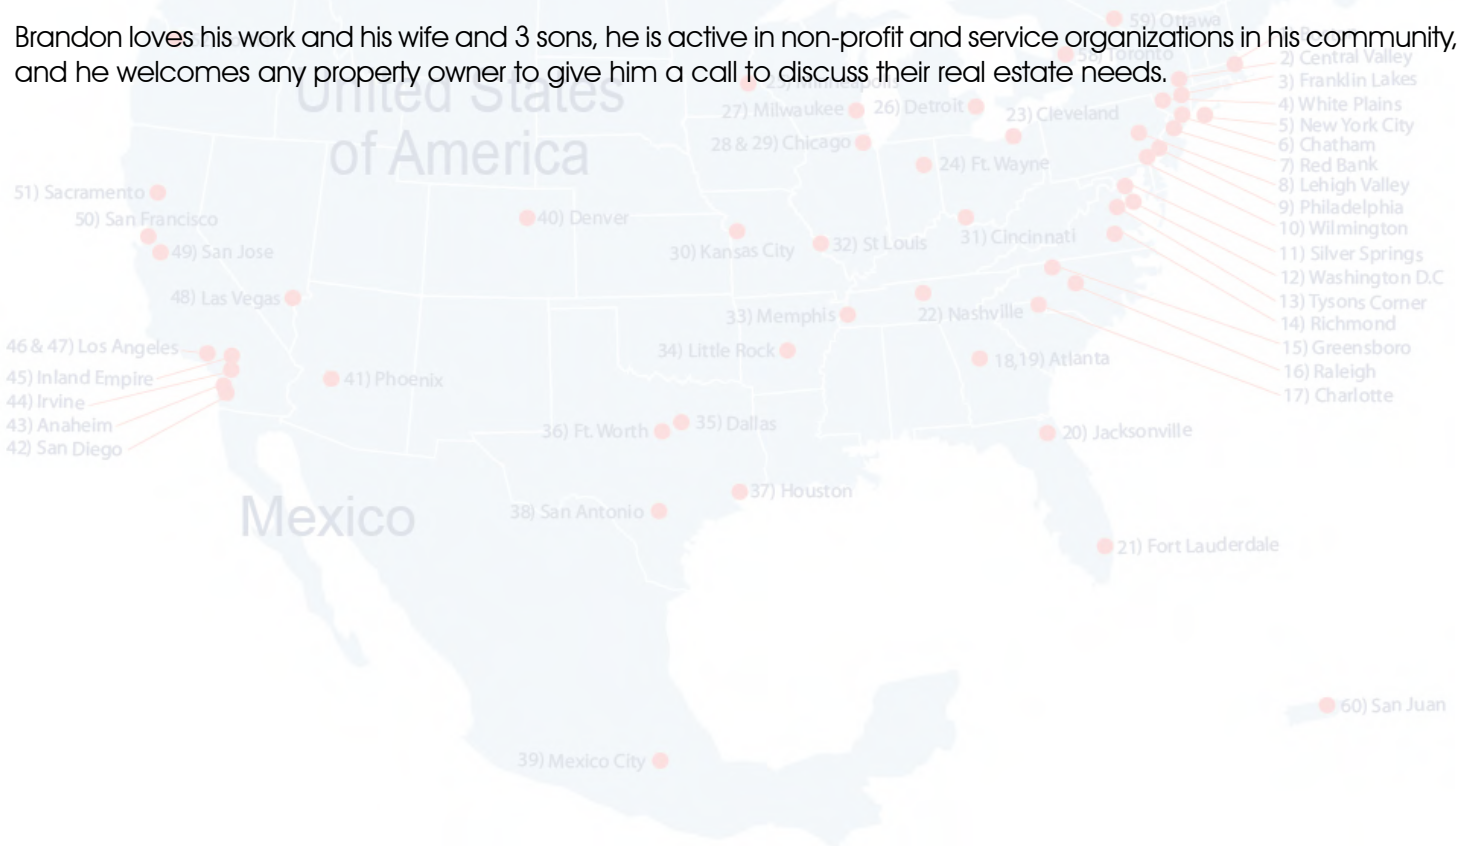 Brandon loves his work and his wife and 3 sons, he is active in non-profit and service organizations in his community,
and he welcomes any property owner to give him a call to discuss their real estate needs.
59) Ottawa
58) Toronto
2) Central Valley
3) Franklin Lakes
4) White Plains
5) New York City
6) Chatham
7) Red Bank
8) Lehigh Valley
9) Philadelphia
10) Wilmington
11) Silver Springs
12) Washington D.C
13) Tysons Corner
14) Richmond
15) Greensboro
16) Raleigh
17) Charlotte
United States
of America
25) Minneapolis
27) Milwaukee
26) Detroit
23) Cleveland
28 & 29) Chicago
24) Ft. Wayne
51) Sacramento
50) San Francisco
49) San Jose
40) Denver
30) Kansas City
32) St Louis
31) Cincinnati
48) Las Vegas
33) Memphis
22) Nashville
46 & 47) Los Angeles
34) Little Rock
18,19) Atlanta
45) Inland Empire
41) Phoenix
44) Irvine
43) Anaheim
42) San Diego
36) Ft. Worth
35) Dallas
20) Jacksonville
37) Houston
38) San Antonio
Mexico
21) Fort Lauderdale
60) San Juan
39) Mexico City